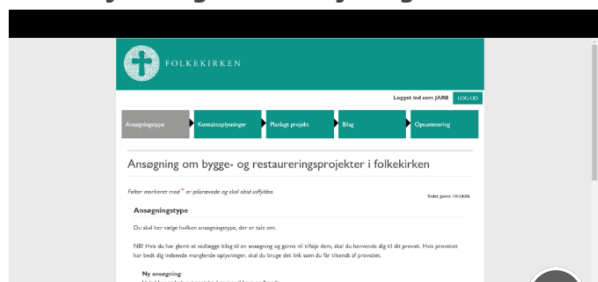 FOLKEKIRKEN
Logget ind som JARB LOG UD
Ansøgningstype Kontaktoplysninger Planlagt projekt Bilag Opsummering
Ansøgning om bygge- og restaureringsprojekter i folkekirken
Felter markeret med * er påkrævede og skal altid udfyldes
Sidst gemt:
Ansøgningstype
Du skal her vælge hvilken ansøgningstype, der er tale om.
NB! Hvis du har glemt at vedlægge bilag til en ansøgning og gerne vil tilføje dem, skal du henvende dig til dit provsti. Hvis provstiet
har bedt dig indsende manglende oplysninger, skal du bruge det link som du får tilsendt af provstiet.
Ny ansøgning: